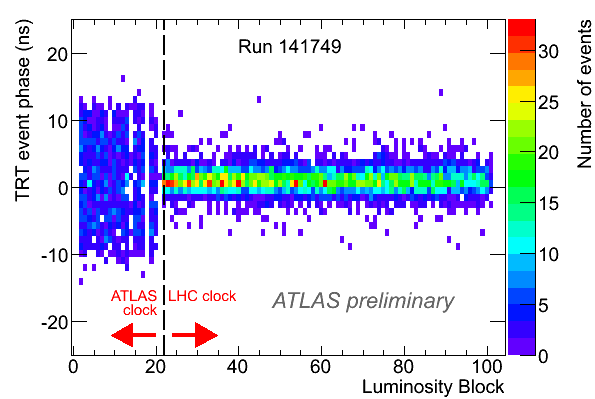 TRT event phase (ns)
20
10
0
-10
-20
Run 141749
ATLAS clock
LHC clock
ATLAS preliminary
0
20
40
60
80
100
Luminosity Block
Number of events
30
25
20
15
10
5
0